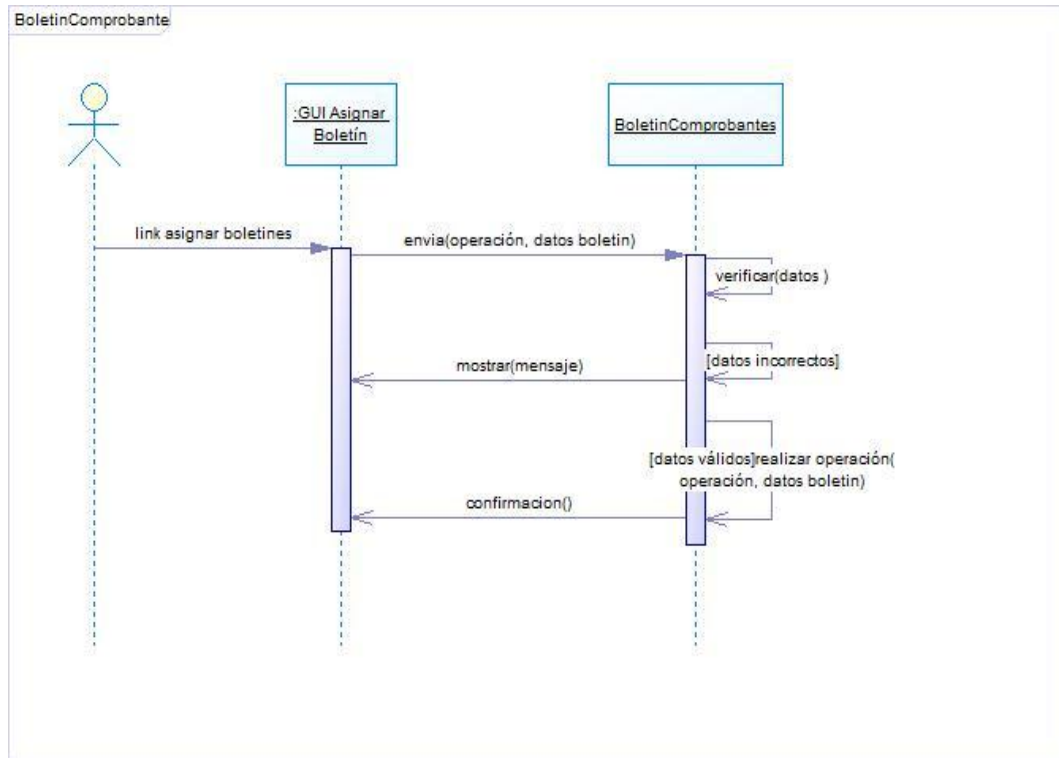 BoletinComprobante
:GUI Asignar
Boletín
BoletinComprobantes
link asignar boletines
envia(operación, datos boletin)
verificar(datos )
[datos incorrectos]
mostrar(mensaje)
[datos válidos]realizar operación(
operación, datos boletin)
confirmacion()